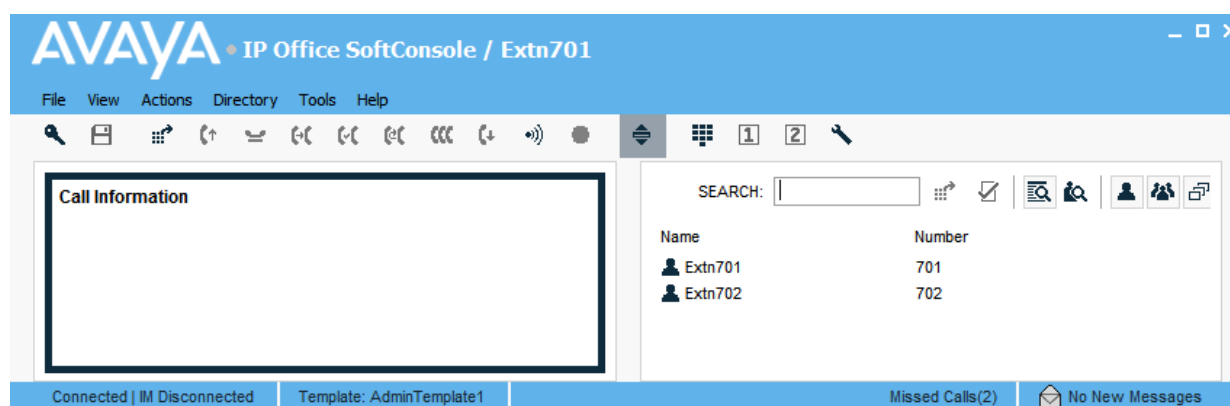 AVAYA • IP Office SoftConsole / Extn701
File View Actions Directory Tools Help
1 2
Call Information
SEARCH:
Name Number
Extn701 701
Extn702 702
Connected | IM Disconnected Template: AdminTemplate1 Missed Calls(2) No New Messages